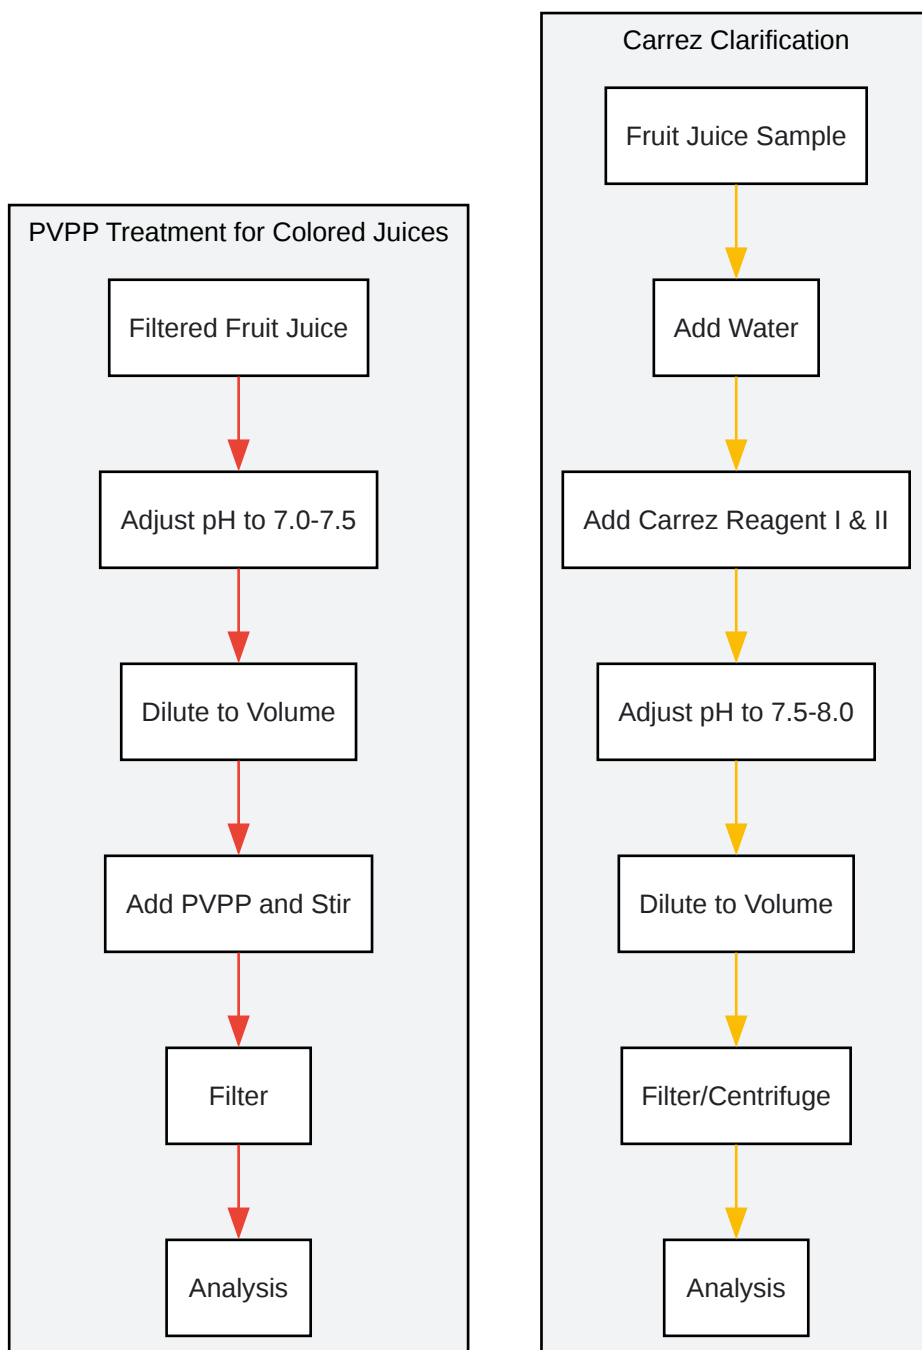 PVPP Treatment for Colored Juices
Filtered Fruit Juice
Adjust pH to 7.0-7.5
Dilute to Volume
Add PVPP and Stir
Filter
Analysis
Carrez Clarification
Fruit Juice Sample
Add Water
Add Carrez Reagent I & II
Adjust pH to 7.5-8.0
Dilute to Volume
Filter/Centrifuge
Analysis